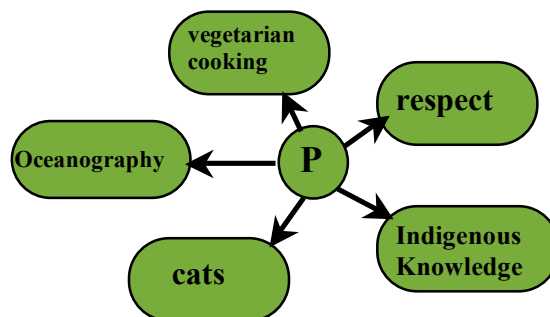 vegetarian
cooking
respect
P
Oceanography
Indigenous
Knowledge
cats